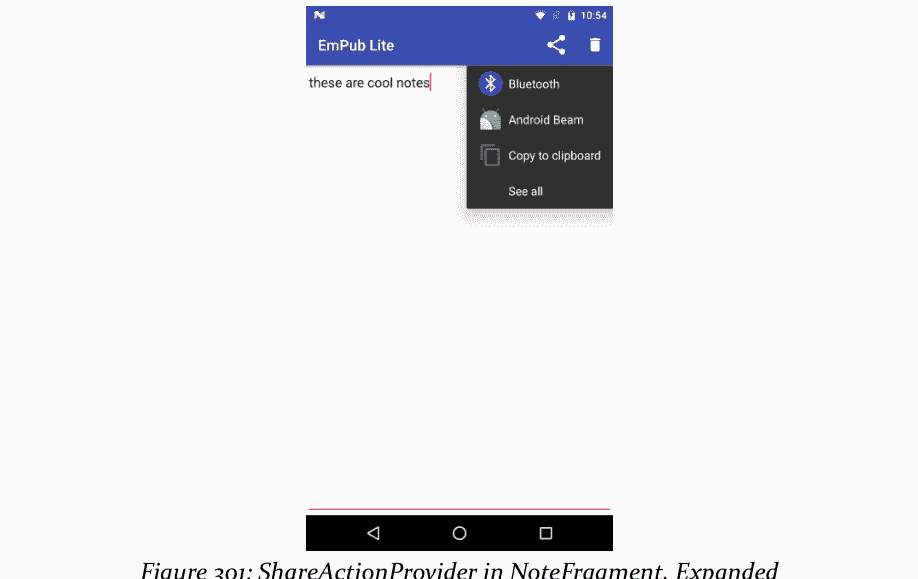 10:54
EmPub Lite
these are cool notes
Bluetooth
Android Beam
Copy to clipboard
See all
Figure 301: ShareActionProvider in NoteFragment, Expanded